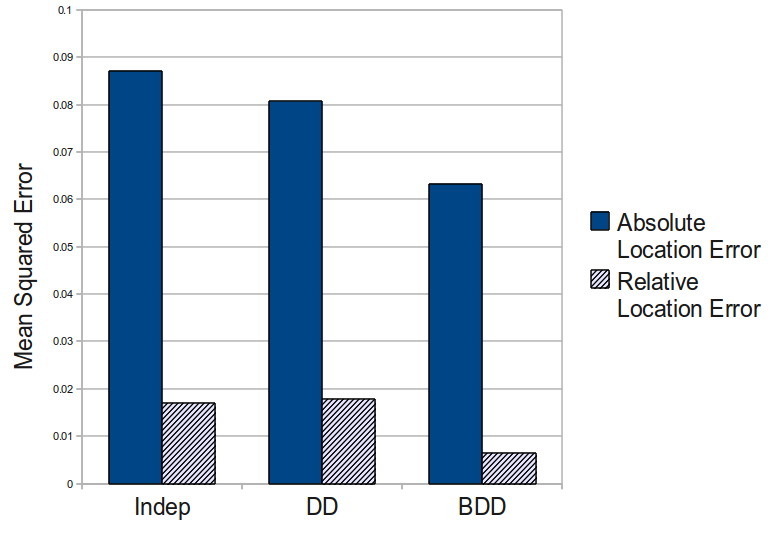 0.1
0.09
0.08
0.07
0.06
0.05
0.04
0.03
0.02
0.01
0
Mean Squared Error
Indep DD BDD
Absolute
Location Error
Relative
Location Error